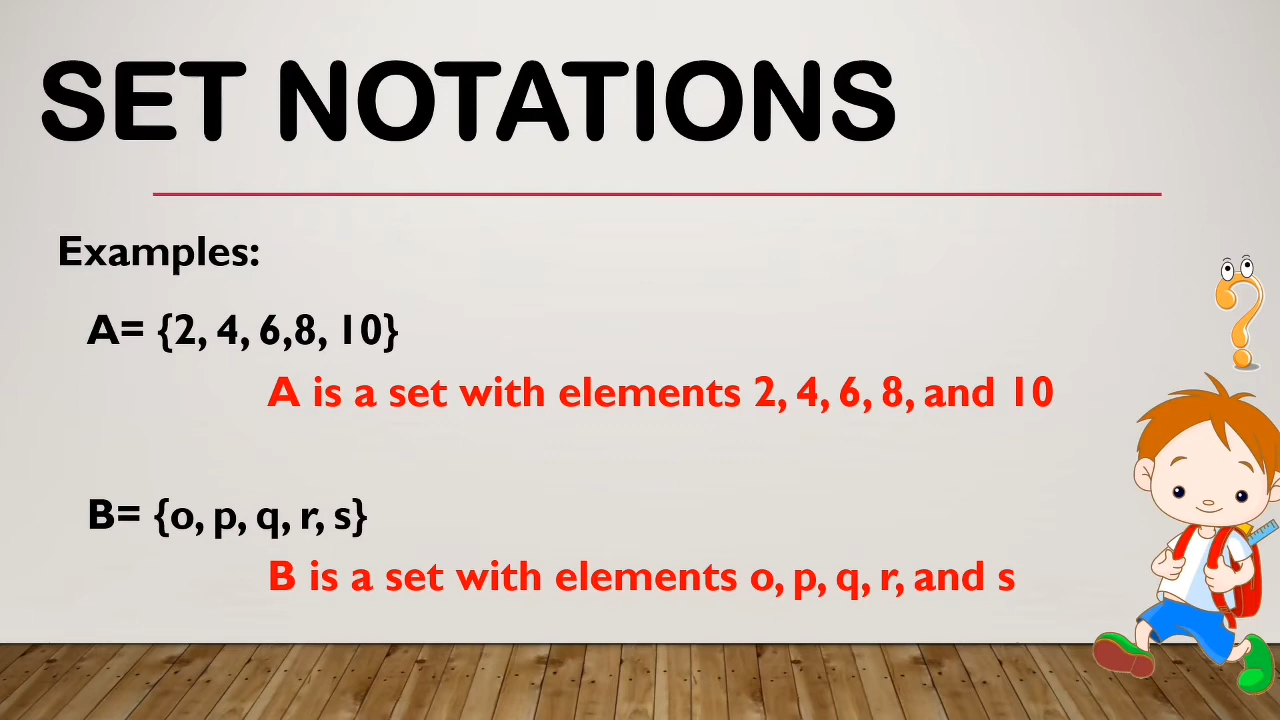 SET NOTATIONS
Examples:
A= {2, 4, 6,8, 10}
A is a set with elements 2, 4, 6, 8, and 10
B= {o, p, q, r, s}
B is a set with elements o, p, q, r, and s